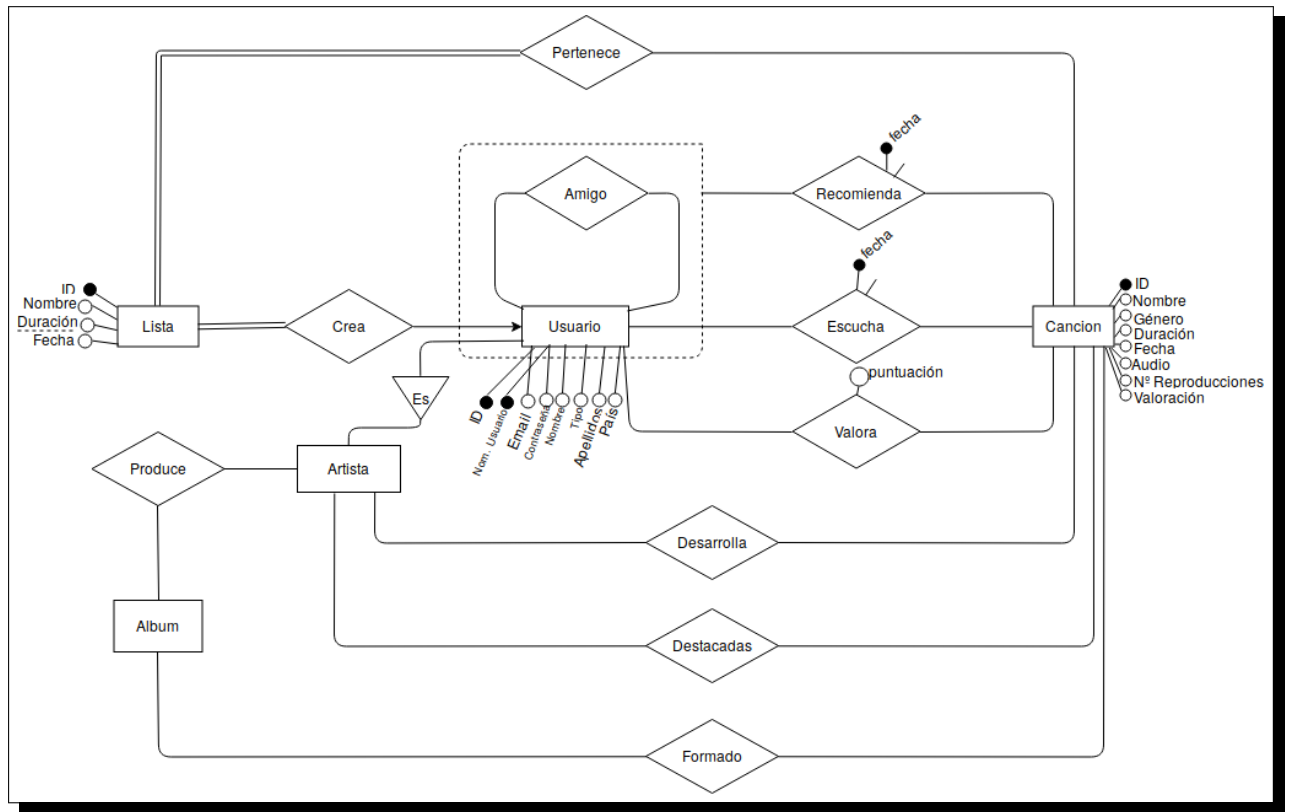 Pertenece
fecha
Amigo
Recomienda
fecha
ID
Nombre
Duración
Fecha
Lista
Crea
Usuario
Escucha
Cancion
ID
Nombre
Género
Duración
Fecha
Audio
Nº Reproducciones
Valoración
Es
puntuación
ID
Nom. Usuario
Email
Contraseña
Nombre
Tipo
Apellidos
País
Valora
Produce
Artista
Desarrolla
Album
Destacadas
Formado